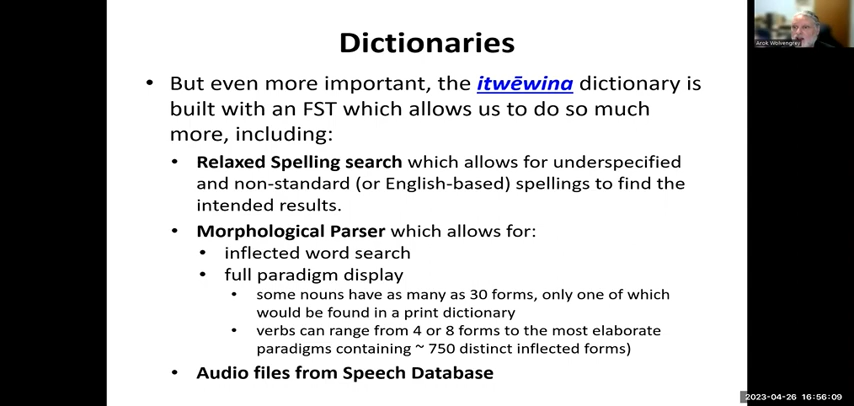 Dictionaries
• But even more important, the itwēwina dictionary is
built with an FST which allows us to do so much
more, including:
• Relaxed Spelling search which allows for underspecified
and non-standard (or English-based) spellings to find the
intended results.
• Morphological Parser which allows for:
• inflected word search
• full paradigm display
• some nouns have as many as 30 forms, only one of which
would be found in a print dictionary
• verbs can range from 4 or 8 forms to the most elaborate
paradigms containing ~ 750 distinct inflected forms)
• Audio files from Speech Database
Arok Wolvengrey
2023-04-26 16:56:09